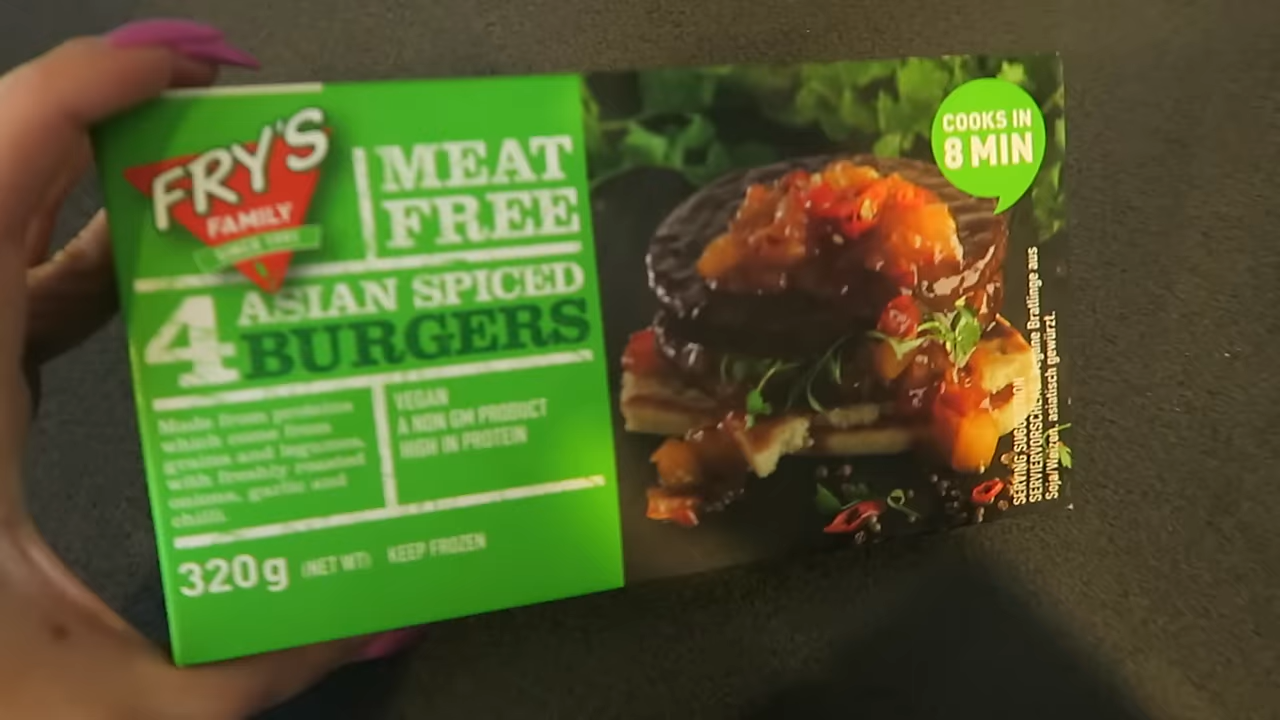 FRY'S
FAMILY
SINCE 1991
MEAT
FREE
4 ASIAN SPICED
BURGERS
Made from proteins
which come from
grains and legumes,
with freshly roasted
onions, garlic and
chilli.
VEGAN
A NON GM PRODUCT
HIGH IN PROTEIN
320g (NET WT) KEEP FROZEN
COOKS IN
8 MIN
SERVING SUGGESTION
SERVIERVORSCHLAG Vegane Bratlinge aus
Soja/Weizen, asiatisch gewürzt.